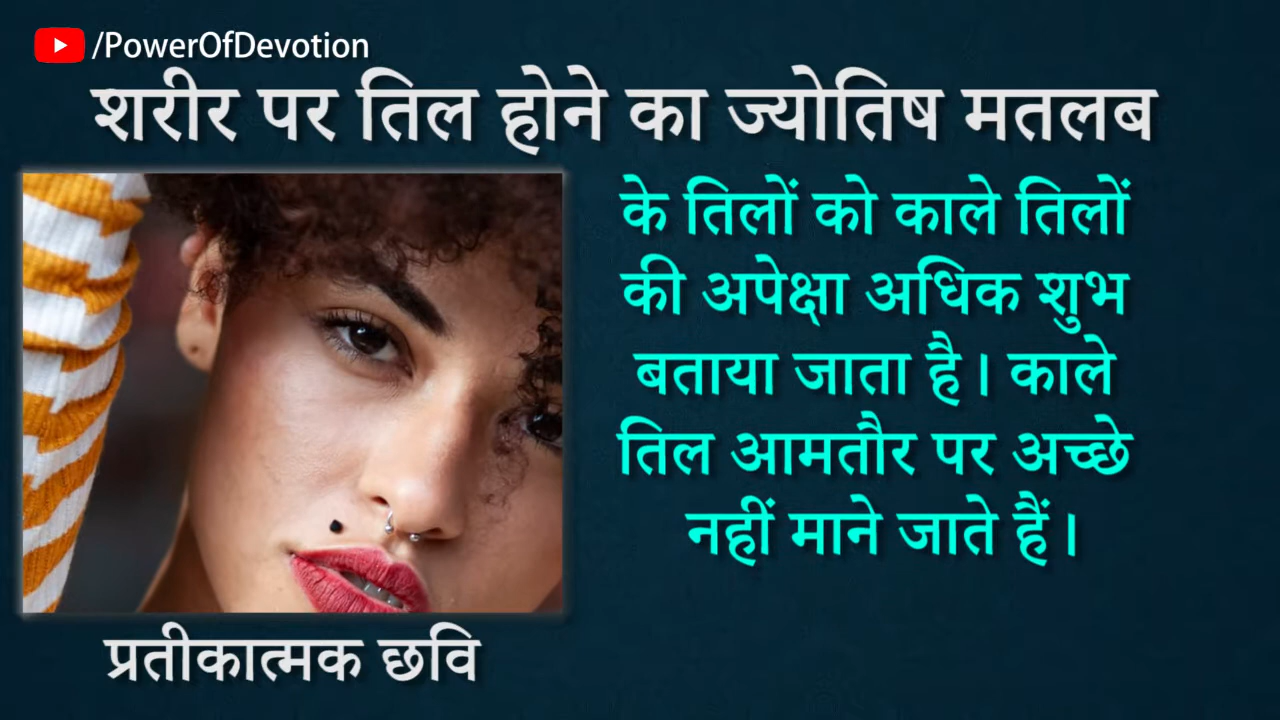 /PowerOfDevotion
शरीर पर तिल होने का ज्योतिष मतलब
के तिलों को काले तिलों
की अपेक्षा अधिक शुभ
बताया जाता है। काले
तिल आमतौर पर अच्छे
नहीं माने जाते हैं।
प्रतीकात्मक छवि